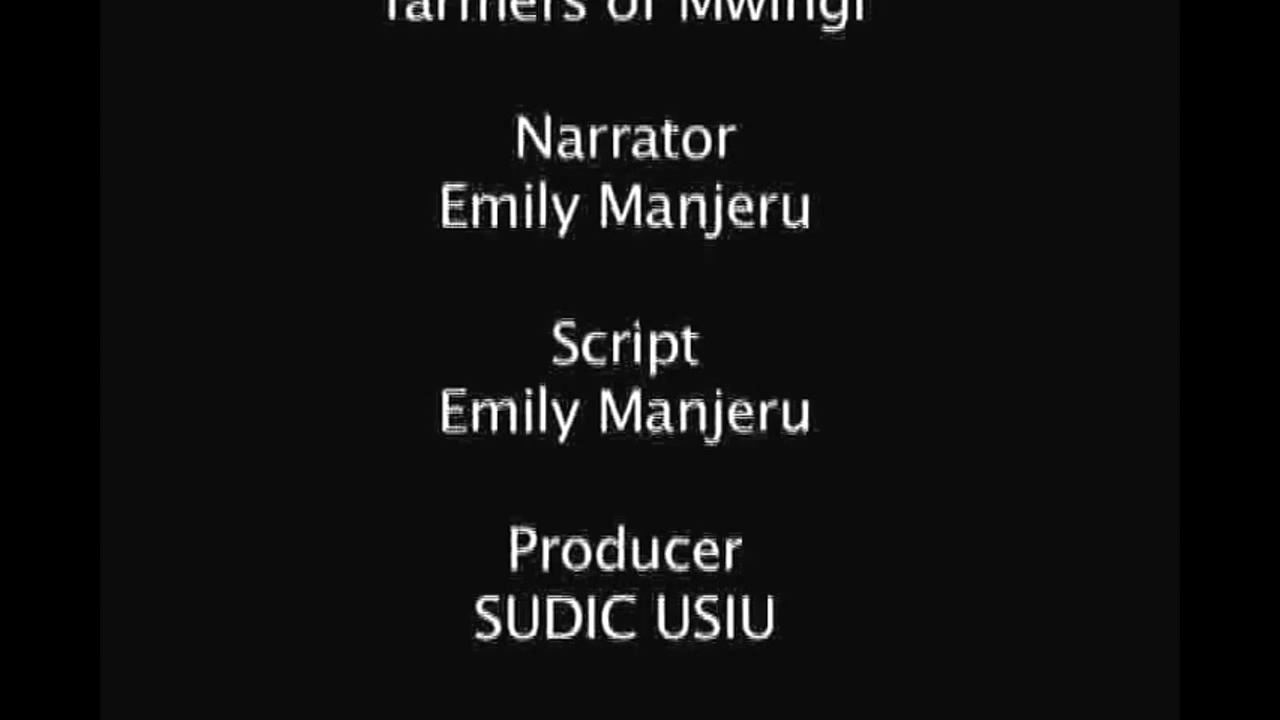 farmers of Mwingi
Narrator
Emily Manjeru
Script
Emily Manjeru
Producer
SUDIC USIU